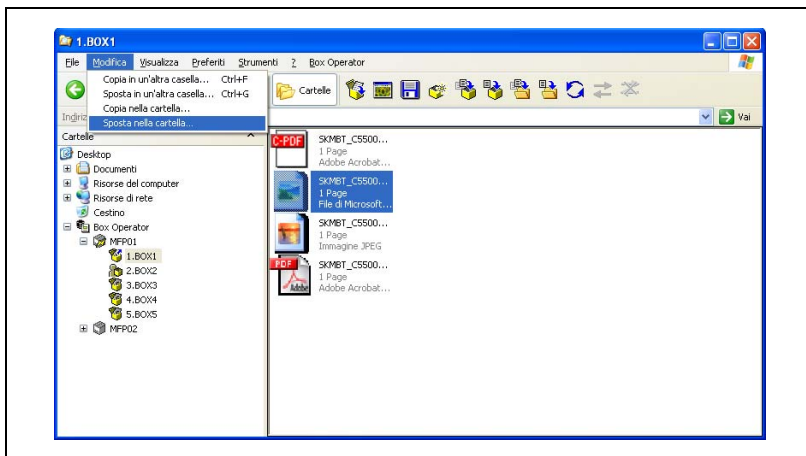 1.BOX1
File Modifica Visualizza Preferiti Strumenti ? Box Operator
Copia in un'altra casella... Ctrl+F
Sposta in un'altra casella... Ctrl+G
Copia nella cartella...
Sposta nella cartella...
Cartelle
Indiriz
Vai
Cartelle
Desktop
Documenti
Risorse del computer
Risorse di rete
Cestino
Box Operator
MFP01
1.BOX1
2.BOX2
3.BOX3
4.BOX4
5.BOX5
MFP02
C-PDF
SKMBT_C5500...
1 Page
Adobe Acrobat...
SKMBT_C5500...
1 Page
File di Microsoft...
SKMBT_C5500...
1 Page
Immagine JPEG
PDF
Adobe
SKMBT_C5500...
1 Page
Adobe Acrobat...